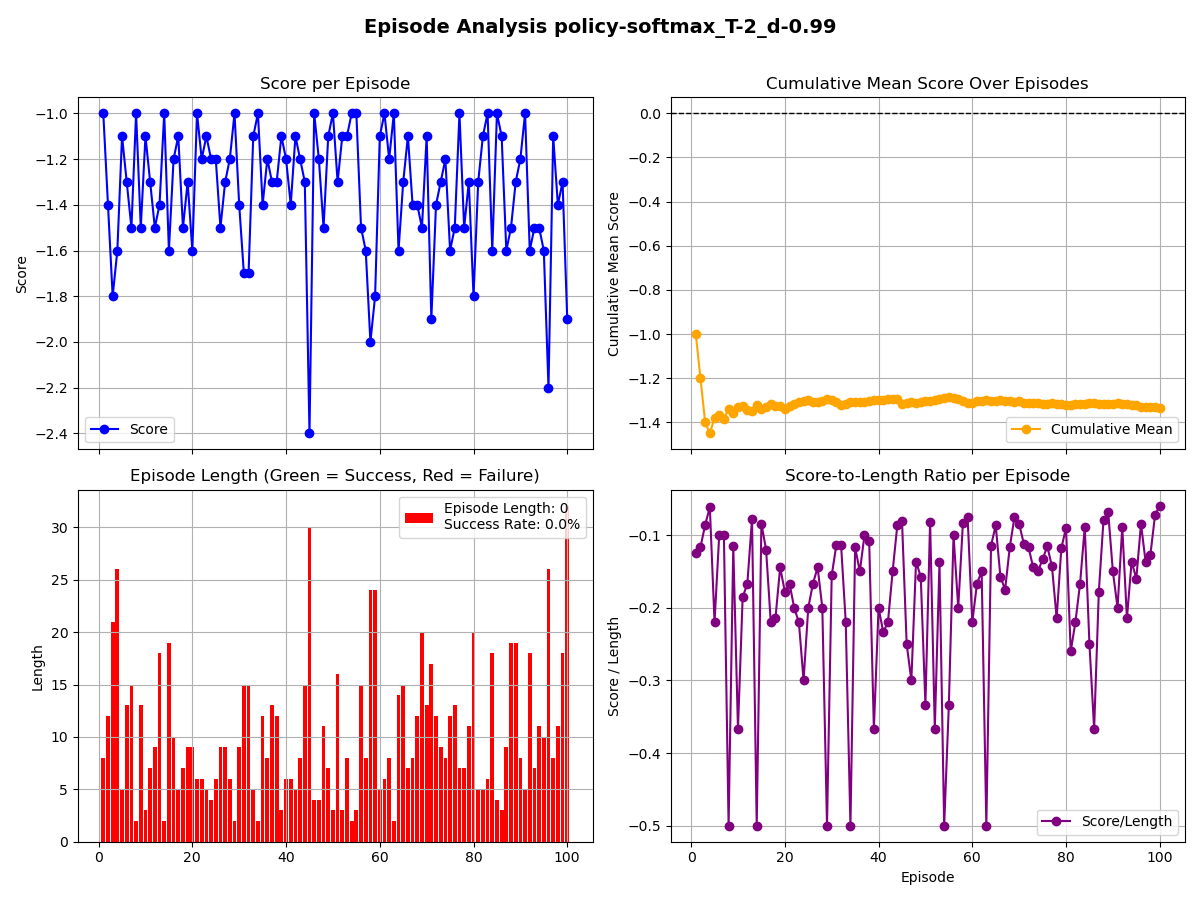 Episode Analysis policy-softmax_T-2_d-0.99
Score per Episode
−1.0
−1.2
−1.4
−1.6
−1.8
−2.0
−2.2
−2.4
Score
Score
Cumulative Mean Score Over Episodes
0.0
−0.2
−0.4
−0.6
−0.8
−1.0
−1.2
−1.4
Cumulative Mean Score
Cumulative Mean
Episode Length (Green = Success, Red = Failure)
30
25
20
15
10
5
0
Length
Episode Length: 0
Success Rate: 0.0%
0 20 40 60 80 100
Score-to-Length Ratio per Episode
−0.1
−0.2
−0.3
−0.4
−0.5
Score / Length
Score/Length
0 20 40 60 80 100
Episode